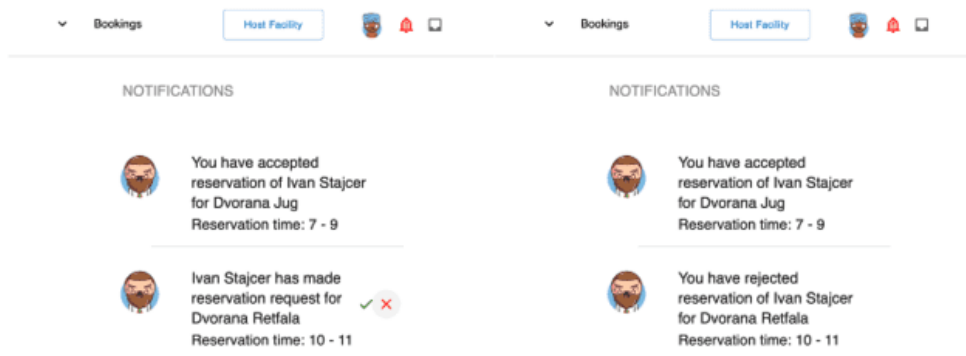 Bookings
Host Facility
NOTIFICATIONS
You have accepted
reservation of Ivan Stajcer
for Dvorana Jug
Reservation time: 7 - 9
Ivan Stajcer has made
reservation request for
Dvorana Retfala
Reservation time: 10 - 11
Bookings
Host Facility
NOTIFICATIONS
You have accepted
reservation of Ivan Stajcer
for Dvorana Jug
Reservation time: 7 - 9
You have rejected
reservation of Ivan Stajcer
for Dvorana Retfala
Reservation time: 10 - 11